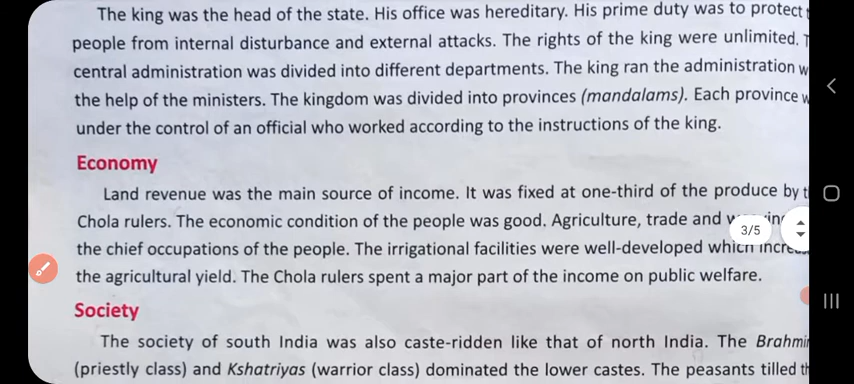 The king was the head of the state. His office was hereditary. His prime duty was to protect
people from internal disturbance and external attacks. The rights of the king were unlimited.
central administration was divided into different departments. The king ran the administration
the help of the ministers. The kingdom was divided into provinces (mandalams). Each province
under the control of an official who worked according to the instructions of the king.
Economy
Land revenue was the main source of income. It was fixed at one-third of the produce by
Chola rulers. The economic condition of the people was good. Agriculture, trade and
the chief occupations of the people. The irrigational facilities were well-developed which
the agricultural yield. The Chola rulers spent a major part of the income on public welfare.
3/5
Society
The society of south India was also caste-ridden like that of north India. The
(priestly class) and Kshatriyas (warrior class) dominated the lower castes. The peasants tilled